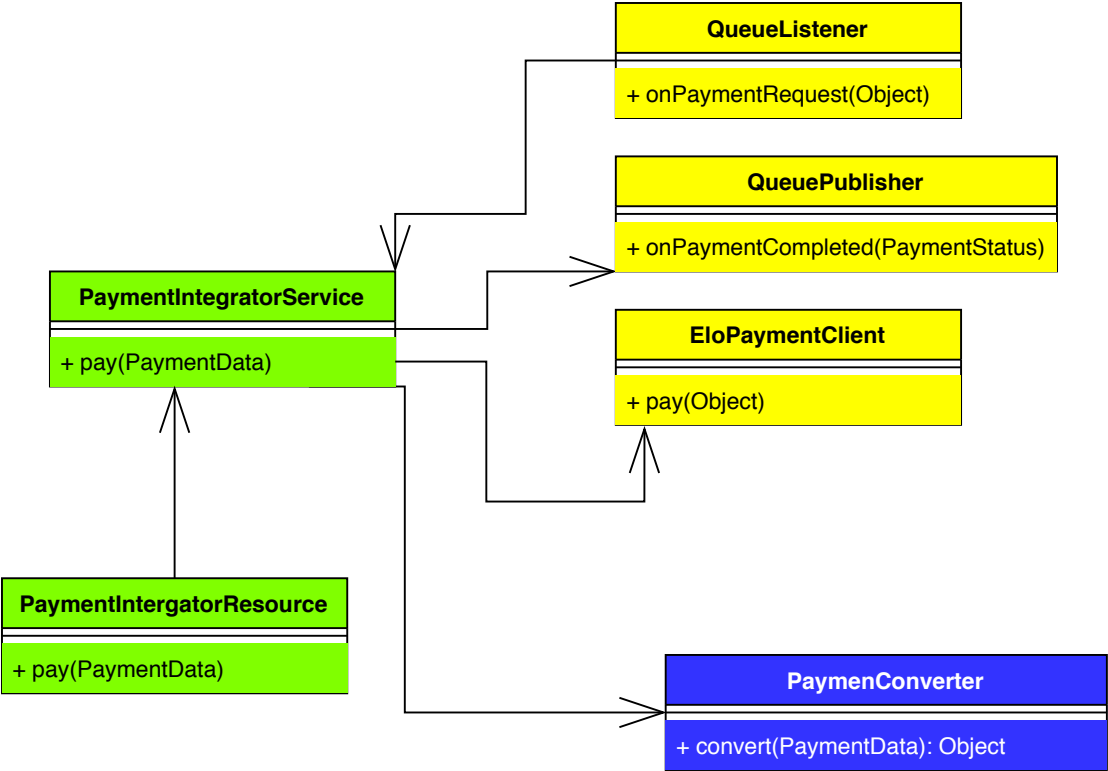 QueueListener
+ onPaymentRequest(Object)
QueuePublisher
+ onPaymentCompleted(PaymentStatus)
PaymentIntegratorService
+ pay(PaymentData)
EloPaymentClient
+ pay(Object)
PaymentIntergatorResource
+ pay(PaymentData)
PaymenConverter
+ convert(PaymentData): Object